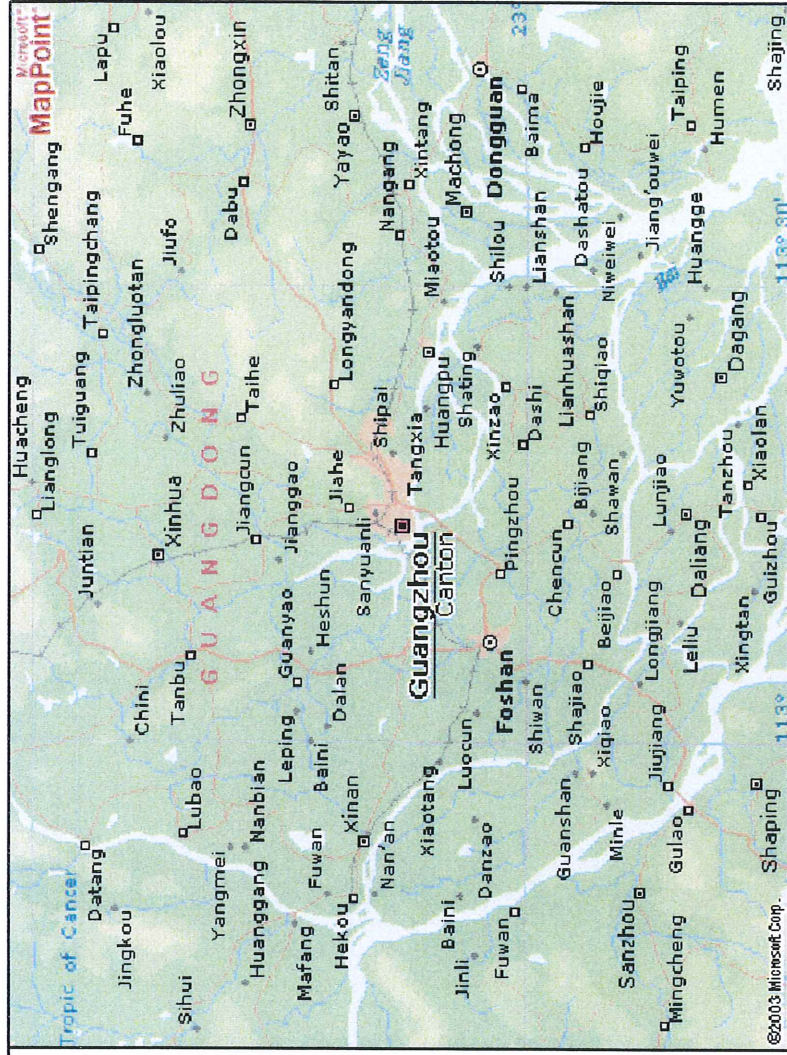 Microsoft
MapPoint
Huacheng
Lianglong
Shengang
Tropic of Cancer
Datang
Juntian
Tuiguang
Taipingchang
Lapu
Fuhe
Xiaolou
Jingkou
Chini
Zhongluotan
Xinhua
Jiufo
Tanbu
Lubao
Zhuliao
Sihui
Yangmei
GUANGDONG
Dabu
Zhongxin
Huanggang
Nanbian
Jiangcun
Taihe
Leping
Guanyao
Jianggao
Mafang
Fuwan
Baini
Heshun
Dalan
Jiahe
Longyandong
Shitan
Yayao
Hekou
Xinan
Sanyuanli
Shipai
Nangang
Zeng
Jiang
Nan'an
Guangzhou
Canton
Tangxia
Xintang
Xiaotang
Huangpu
Miaotou
Machong
Baini
Luocun
Shating
Jinli
Danzao
Foshan
Pingzhou
Xinzao
Shilou
Dongguan
Fuwan
Shiwan
Dashi
Lianshan
Baima
23°
Guanshan
Shajiao
Chencun
Bijiang
Lianhuashan
Dashatou
Houjie
Xiqiao
Beijiao
Shawan
Shiqiao
Niweiwei
Minle
Sanzhou
Jiujiang
Longjiang
Lunjiao
Jiang'ouwei
Taiping
Mingcheng
Gulao
Leliu
Daliang
Yuwotou
Bei
Huangge
Humen
Tanzhou
Dagang
Xingtan
Xiaolan
Shaping
Guizhou
Shajing
©2003 Microsoft Corp.
113°
113° 30'